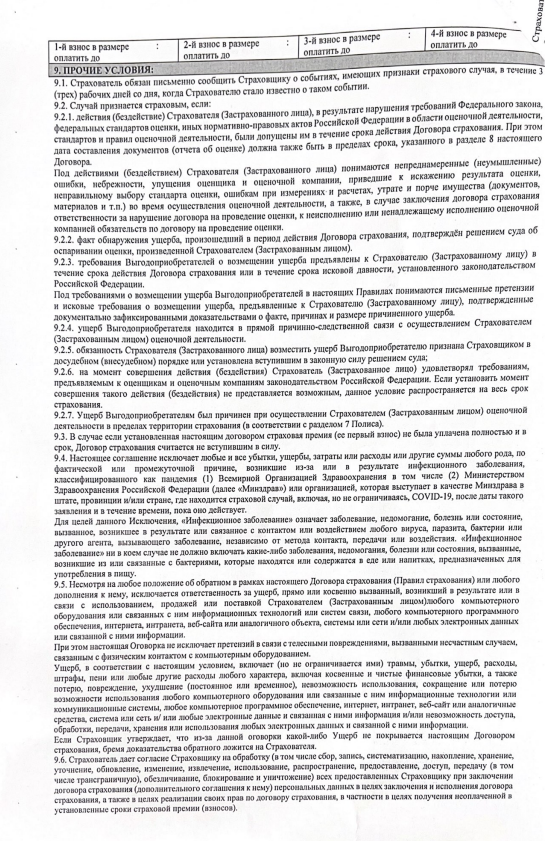 Страховат
1-й взнос в размере : 2-й взнос в размере : 3-й взнос в размере : 4-й взнос в размере :
оплатить до оплатить до оплатить до оплатить до
9. ПРОЧИЕ УСЛОВИЯ:
9.1. Страхователь обязан письменно сообщить Страховщику о событиях, имеющих признаки страхового случая, в течение 3
(трех) рабочих дней со дня, когда Страхователю стало известно о таком событии.
9.2. Случай признается страховым, если:
9.2.1. действия (бездействие) Страхователя (Застрахованного лица), в результате нарушения требований Федерального закона,
федеральных стандартов оценки, иных нормативно-правовых актов Российской Федерации в области оценочной деятельности,
стандартов и правил оценочной деятельности, были допущены им в течение срока действия Договора страхования. При этом
дата составления документов (отчета об оценке) должна также быть в пределах срока, указанного в разделе 8 настоящего
Договора.
Под действиями (бездействием) Страхователя (Застрахованного лица) понимаются непреднамеренные (неумышленные)
ошибки, небрежности, упущения оценщика и оценочной компании, приведшие к искажению результата оценки,
неправильному выбору стандарта оценки, ошибкам при измерениях и расчетах, утрате и порче имущества (документов,
материалов и т.п.) во время осуществления оценочной деятельности, а также, в случае заключения договора страхования
ответственности за нарушение договора на проведение оценки, к неисполнению или ненадлежащему исполнению оценочной
компанией обязательств по договору на проведение оценки.
9.2.2. факт обнаружения ущерба, произошедший в период действия Договора страхования, подтверждён решением суда об
оспаривании оценки, произведенной Страхователем (Застрахованным лицом).
9.2.3. требования Выгодоприобретателей о возмещении ущерба предъявлены к Страхователю (Застрахованному лицу) в
течение срока действия Договора страхования или в течение срока исковой давности, установленного законодательством
Российской Федерации.
Под требованиями о возмещении ущерба Выгодоприобретателей в настоящих Правилах понимаются письменные претензии
и исковые требования о возмещении ущерба, предъявленные к Страхователю (Застрахованному лицу), подтвержденные
документально зафиксированными доказательствами о факте, причинах и размере причиненного ущерба.
9.2.4. ущерб Выгодоприобретателя находится в прямой причинно-следственной связи с осуществлением Страхователем
(Застрахованным лицом) оценочной деятельности.
9.2.5. обязанность Страхователя (Застрахованного лица) возместить ущерб Выгодоприобретателю признана Страховщиком в
досудебном (внесудебном) порядке или установлена вступившим в законную силу решением суда;
9.2.6. на момент совершения действия (бездействия) Страхователь (Застрахованное лицо) удовлетворял требованиям,
предъявляемым к оценщикам и оценочным компаниям законодательством Российской Федерации. Если установить момент
совершения такого действия (бездействия) не представляется возможным, данное условие распространяется на весь срок
страхования.
9.2.7. Ущерб Выгодоприобретателям был причинен при осуществлении Страхователем (Застрахованным лицом) оценочной
деятельности в пределах территории страхования (в соответствии с разделом 7 Полиса).
9.3. В случае если установленная настоящим договором страховая премия (ее первый взнос) не была уплачена полностью и в
срок, Договор страхования считается не вступившим в силу.
9.4. Настоящее соглашение исключает любые и все убытки, ущербы, затраты или расходы или другие суммы любого рода, по
фактической или промежуточной причине, возникшие из-за или в результате инфекционного заболевания,
классифицированного как пандемия (1) Всемирной Организацией Здравоохранения в том числе (2) Министерством
Здравоохранения Российской Федерации (далее «Минздрав») или организацией, которая выступает в качестве Минздрава в
штате, провинции и/или стране, где находится страховой случай, включая, но не ограничиваясь, COVID-19, после даты такого
заявления и в течение времени, пока оно действует.
Для целей данного Исключения, «Инфекционное заболевание» означает заболевание, недомогание, болезнь или состояние,
вызванное, возникшее в результате или связанное с контактом или воздействием любого вируса, паразита, бактерии или
другого агента, вызывающего заболевание, независимо от метода контакта, передачи или воздействия. «Инфекционное
заболевание» ни в коем случае не должно включать какие-либо заболевания, недомогания, болезни или состояния, вызванные,
возникшие из или связанные с бактериями, которые находятся или содержатся в еде или напитках, предназначенных для
употребления в пищу.
9.5. Несмотря на любое положение об обратном в рамках настоящего Договора страхования (Правил страхования) или любого
дополнения к нему, исключается ответственность за ущерб, прямо или косвенно вызванный, возникший в результате или в
связи с использованием, продажей или поставкой Страхователем (Застрахованным лицом)любого компьютерного
оборудования или связанных с ним информационных технологий или систем связи, любого компьютерного программного
обеспечения, интернета, интранета, веб-сайта или аналогичного объекта, системы или сети и/или любых электронных данных
или связанной с ними информации.
При этом настоящая Оговорка не исключает претензий в связи с телесными повреждениями, вызванными несчастным случаем,
связанным с физическим контактом с компьютерным оборудованием.
Ущерб, в соответствии с настоящим условием, включает (но не ограничивается ими) травмы, убытки, ущерб, расходы,
штрафы, пени или любые другие расходы любого характера, включая косвенные и чистые финансовые убытки, а также
потерю, повреждение, ухудшение (постоянное или временное), невозможность использования, сокращение или потерю
возможности использования любого компьютерного оборудования или связанные с ним информационные технологии или
коммуникационные системы, любое компьютерное программное обеспечение, интернет, интранет, веб-сайт или аналогичные
средства, система или сеть и/ или любые электронные данные и связанная с ними информация и/или невозможность доступа,
обработки, передачи, хранения или использования любых электронных данных и связанной с ними информации.
Если Страховщик утверждает, что из-за данной оговорки какой-либо Ущерб не покрывается настоящим Договором
страхования, бремя доказательства обратного ложится на Страхователя.
9.6. Страхователь дает согласие Страховщику на обработку (в том числе сбор, запись, систематизацию, накопление, хранение,
уточнение, обновление, изменение, извлечение, использование, распространение, предоставление, доступ, передачу (в том
числе трансграничную), обезличивание, блокирование и уничтожение) всех предоставленных Страховщику при заключении
договора страхования (дополнительного соглашения к нему) персональных данных в целях заключения и исполнения договора
страхования, а также в целях реализации своих прав по договору страхования, в частности в целях получения неоплаченной в
установленные сроки страховой премии (взносов).